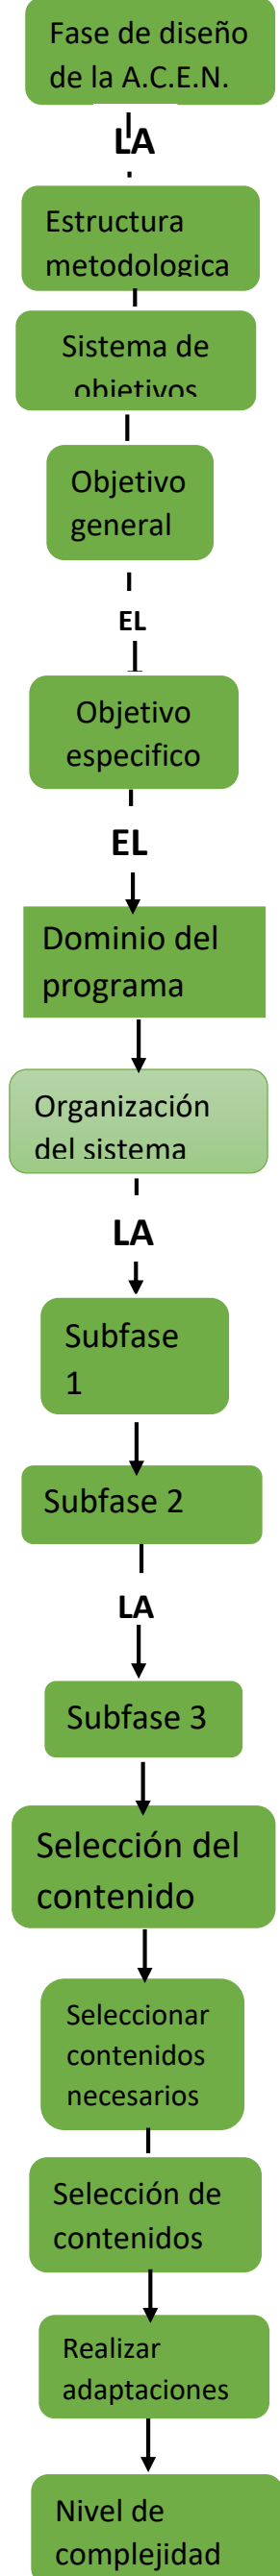 Fase de diseño
de la A.C.E.N.
LA
Estructura
metodologica
Sistema de
objetivos
Objetivo
general
EL
Objetivo
especifico
EL
Dominio del
programa
Organización
del sistema
LA
Subfase
1
Subfase 2
LA
Subfase 3
Selección del
contenido
Seleccionar
contenidos
necesarios
Selección de
contenidos
Realizar
adaptaciones
Nivel de
complejidad